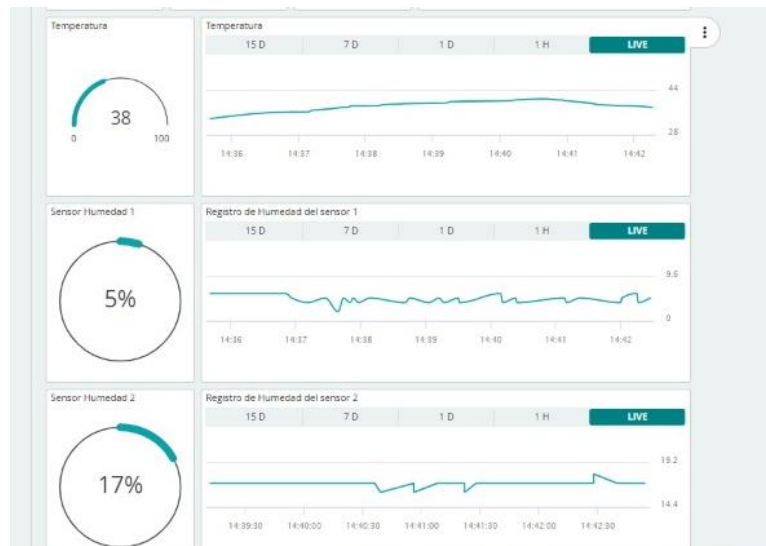 Temperatura
38
0 100
Temperatura
15 D 7 D 1 D 1 H LIVE
44
28
14:36 14:37 14:38 14:39 14:40 14:41 14:42
Sensor Humedad 1
5%
Registro de Humedad del sensor 1
15 D 7 D 1 D 1 H LIVE
9.6
0
14:36 14:37 14:38 14:39 14:40 14:41 14:42
Sensor Humedad 2
17%
Registro de Humedad del sensor 2
15 D 7 D 1 D 1 H LIVE
19.2
14.4
14:39:30 14:40:00 14:40:30 14:41:00 14:41:30 14:42:00 14:42:30